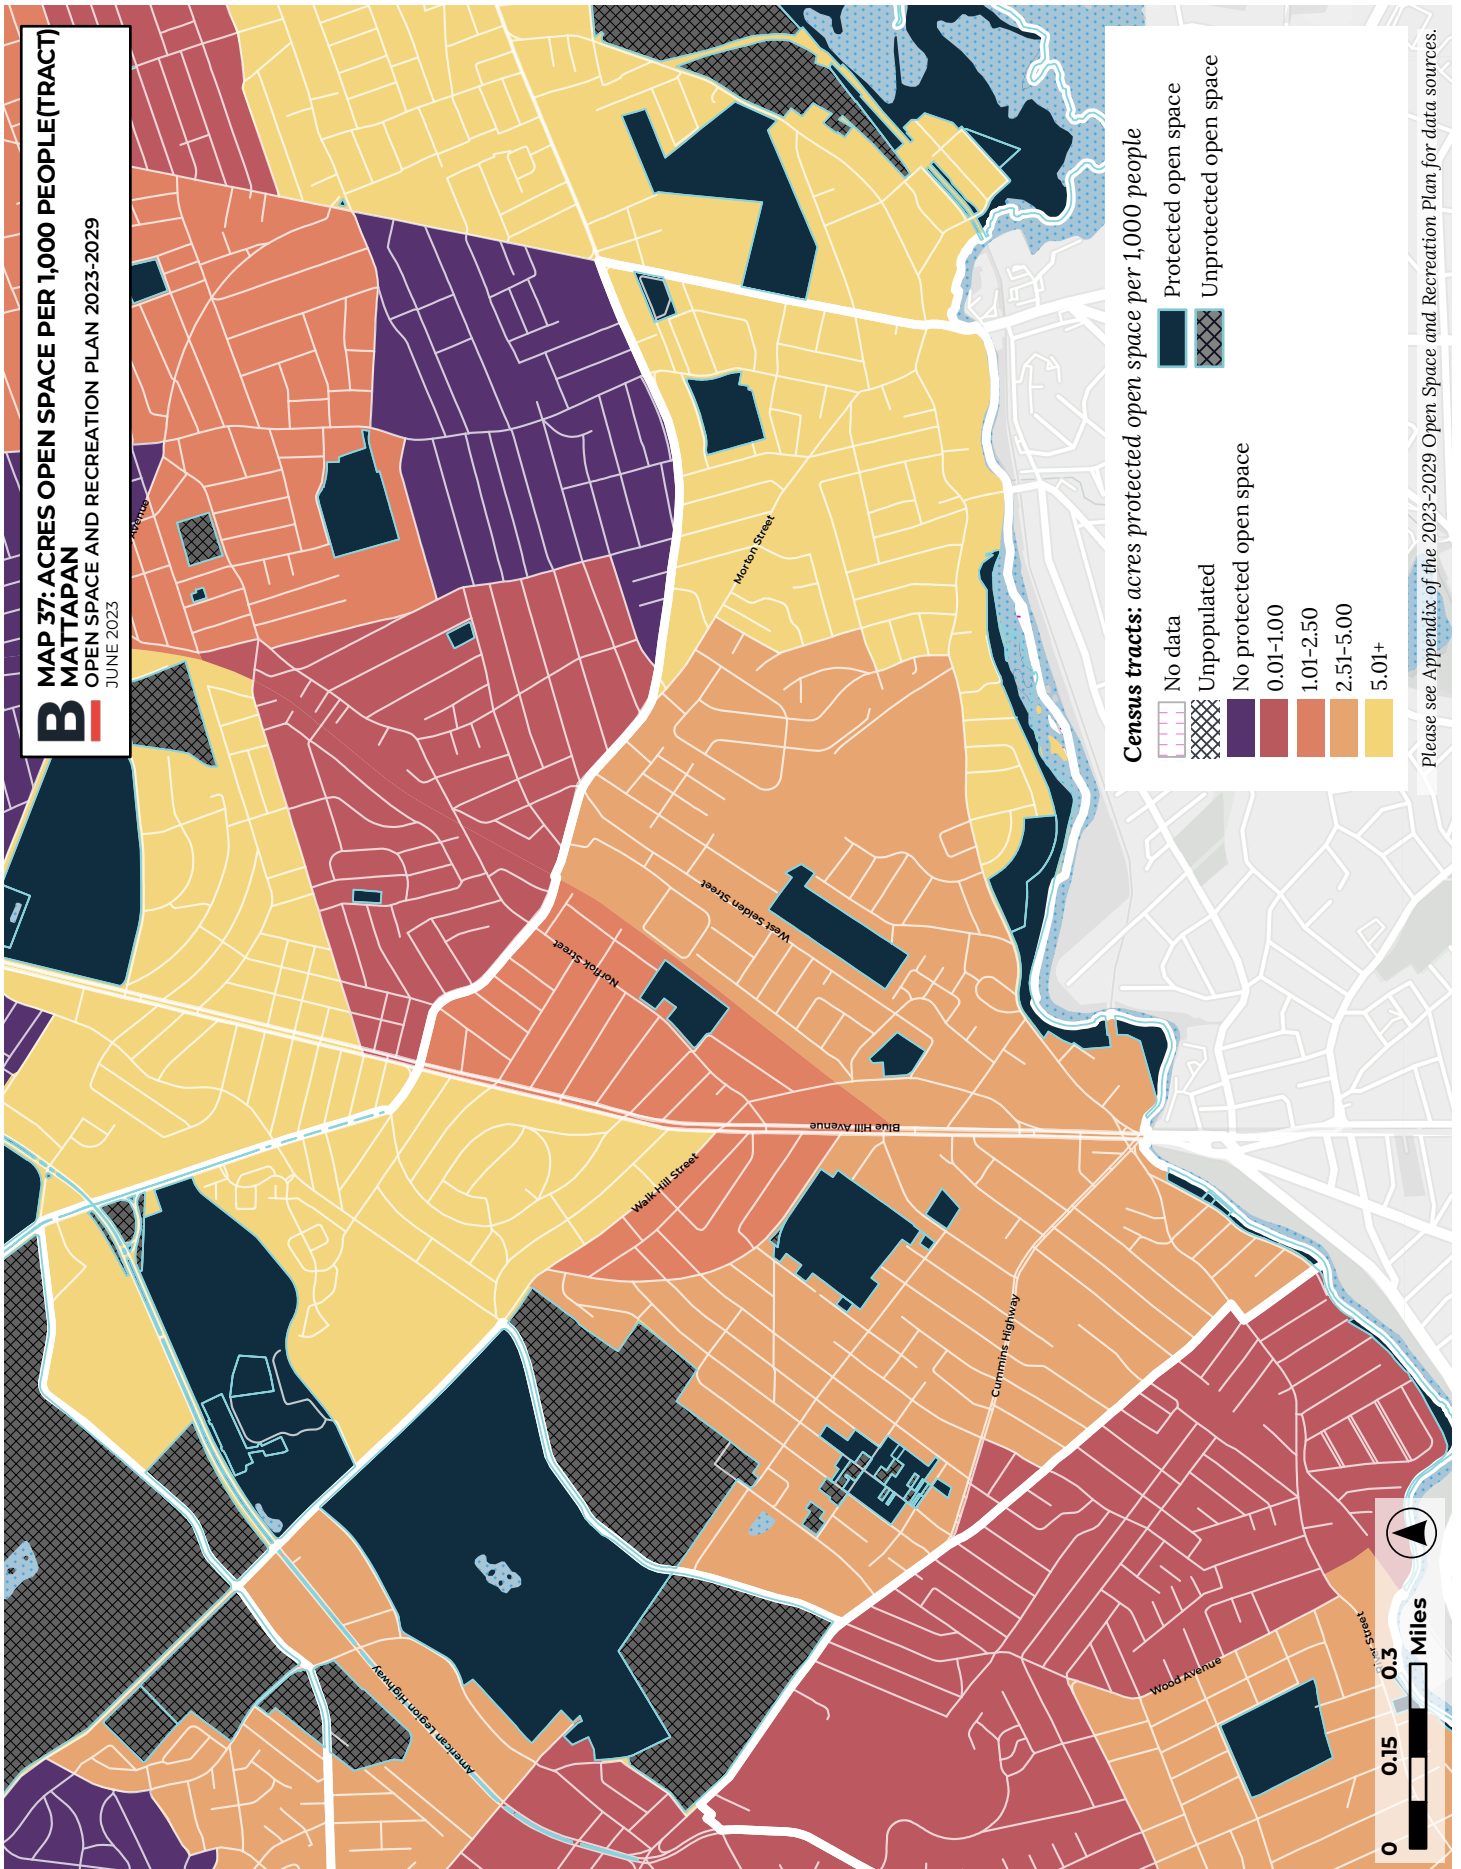 B
MAP 37: ACRES OPEN SPACE PER 1,000 PEOPLE(TRACT)
MATTAPAN
OPEN SPACE AND RECREATION PLAN 2023-2029
JUNE 2023
Avenue
Morton Street
West Selden Street
Norflok Street
Blue Hill Avenue
Walk Hill Street
Cummins Highway
American Legion Highway
Wood Avenue
Street
Census tracts: acres protected open space per 1,000 people
No data
Unpopulated
No protected open space
0.01-1.00
1.01-2.50
2.51-5.00
5.01+
Protected open space
Unprotected open space
Please see Appendix of the 2023-2029 Open Space and Recreation Plan for data sources.
0 0.15 0.3
Miles